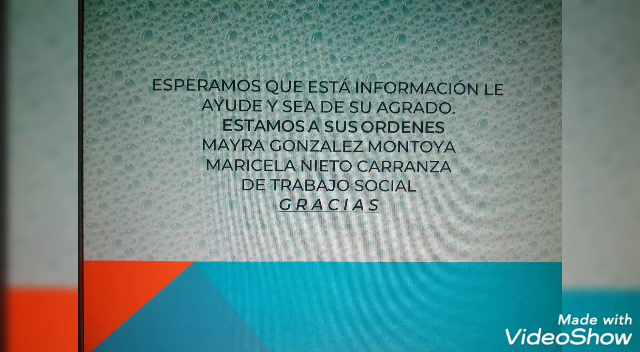 ESPERAMOS QUE ESTÁ INFORMACIÓN LE
AYUDE Y SEA DE SU AGRADO.
ESTAMOS A SUS ORDENES
MAYRA GONZALEZ MONTOYA
MARICELA NIETO CARRANZA
DE TRABAJO SOCIAL
GRACIAS
Made with
VideoShow